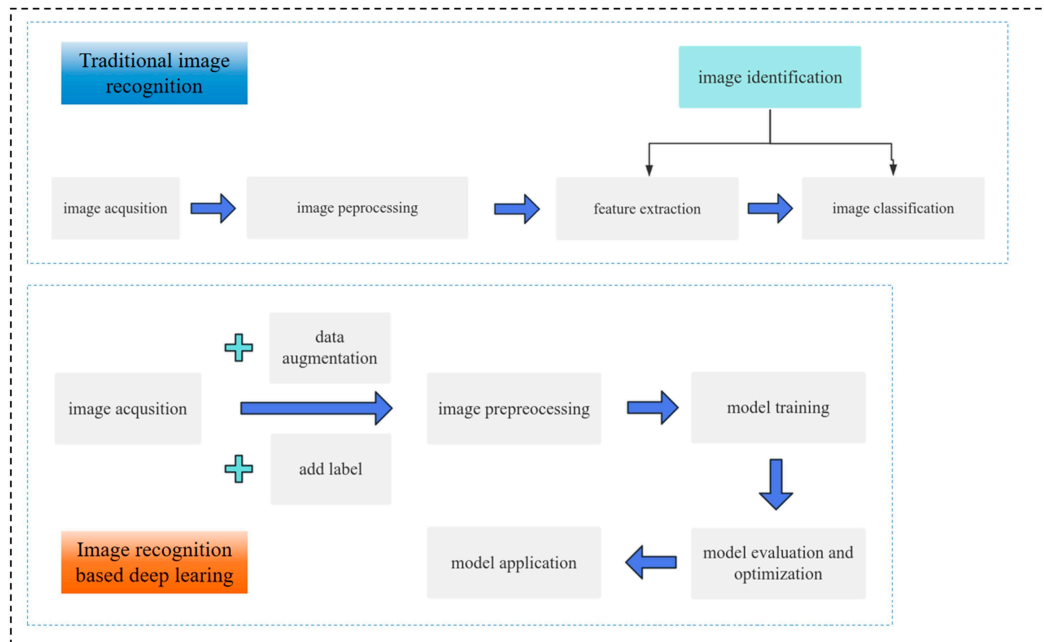 Traditional image
recognition
image identification
image acqusition
image peprocessing
feature extraction
image classification
data
augmentation
image acqusition
image prepreocessing
model training
add label
Image recognition
based deep learing
model application
model evaluation and
optimization